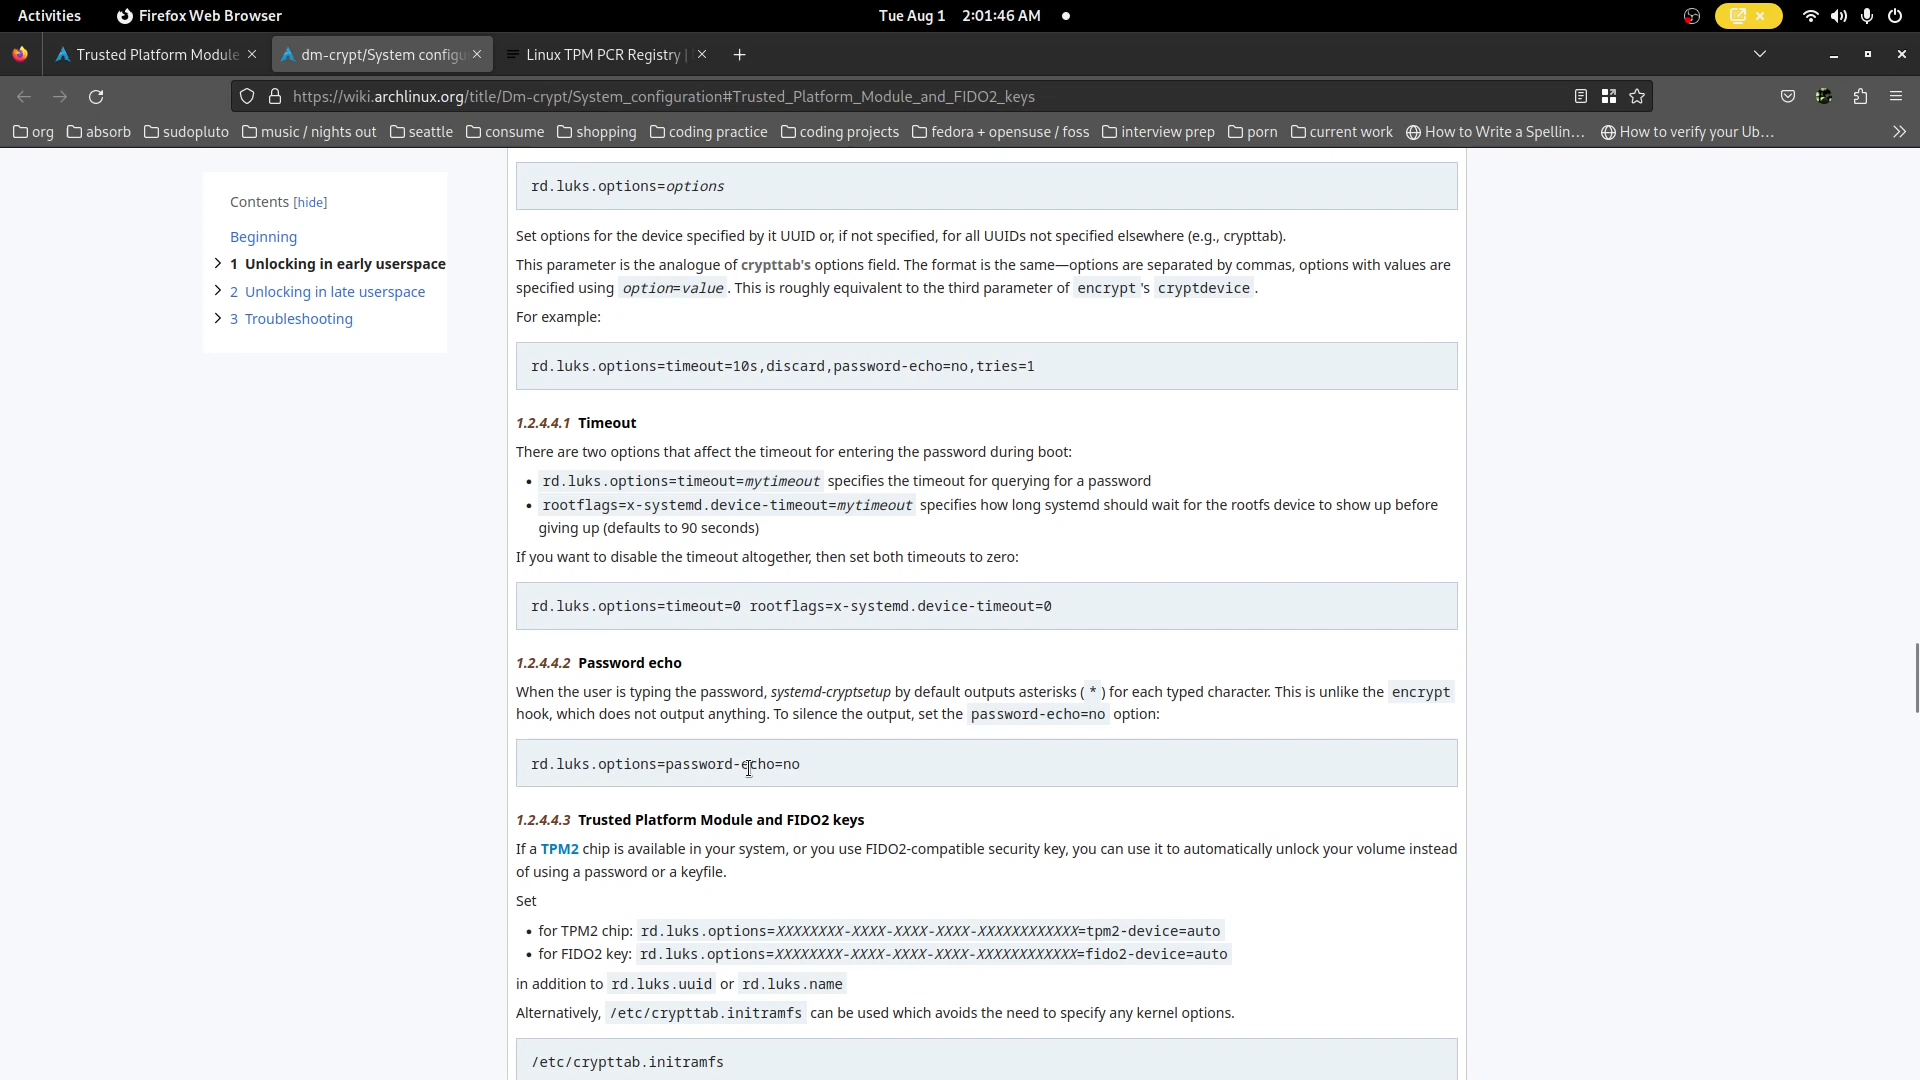 Activities Firefox Web Browser Tue Aug 1 2:01:46 AM
Trusted Platform Module dm-crypt/System configu Linux TPM PCR Registry |
https://wiki.archlinux.org/title/Dm-crypt/System_configuration#Trusted_Platform_Module_and_FIDO2_keys
org absorb sudopluto music / nights out seattle consume shopping coding practice coding projects fedora + opensuse / foss interview prep porn current work How to Write a Spellin... How to verify your Ub...
Contents [hide]
Beginning
1 Unlocking in early userspace
2 Unlocking in late userspace
3 Troubleshooting
rd.luks.options=options
Set options for the device specified by it UUID or, if not specified, for all UUIDs not specified elsewhere (e.g., crypttab).
This parameter is the analogue of crypttab's options field. The format is the same—options are separated by commas, options with values are
specified using option=value. This is roughly equivalent to the third parameter of encrypt's cryptdevice.
For example:
rd.luks.options=timeout=10s,discard,password-echo=no,tries=1
1.2.4.4.1 Timeout
There are two options that affect the timeout for entering the password during boot:
• rd.luks.options=timeout=mytimeout specifies the timeout for querying for a password
• rootflags=x-systemd.device-timeout=mytimeout specifies how long systemd should wait for the rootfs device to show up before
giving up (defaults to 90 seconds)
If you want to disable the timeout altogether, then set both timeouts to zero:
rd.luks.options=timeout=0 rootflags=x-systemd.device-timeout=0
1.2.4.4.2 Password echo
When the user is typing the password, systemd-cryptsetup by default outputs asterisks (*) for each typed character. This is unlike the encrypt
hook, which does not output anything. To silence the output, set the password-echo=no option:
rd.luks.options=password-echo=no
1.2.4.4.3 Trusted Platform Module and FIDO2 keys
If a TPM2 chip is available in your system, or you use FIDO2-compatible security key, you can use it to automatically unlock your volume instead
of using a password or a keyfile.
Set
• for TPM2 chip: rd.luks.options=XXXXXXXX-XXXX-XXXX-XXXX-XXXXXXXXXXXX=tpm2-device=auto
• for FIDO2 key: rd.luks.options=XXXXXXXX-XXXX-XXXX-XXXX-XXXXXXXXXXXX=fido2-device=auto
in addition to rd.luks.uuid or rd.luks.name
Alternatively, /etc/crypttab.initramfs can be used which avoids the need to specify any kernel options.
/etc/crypttab.initramfs